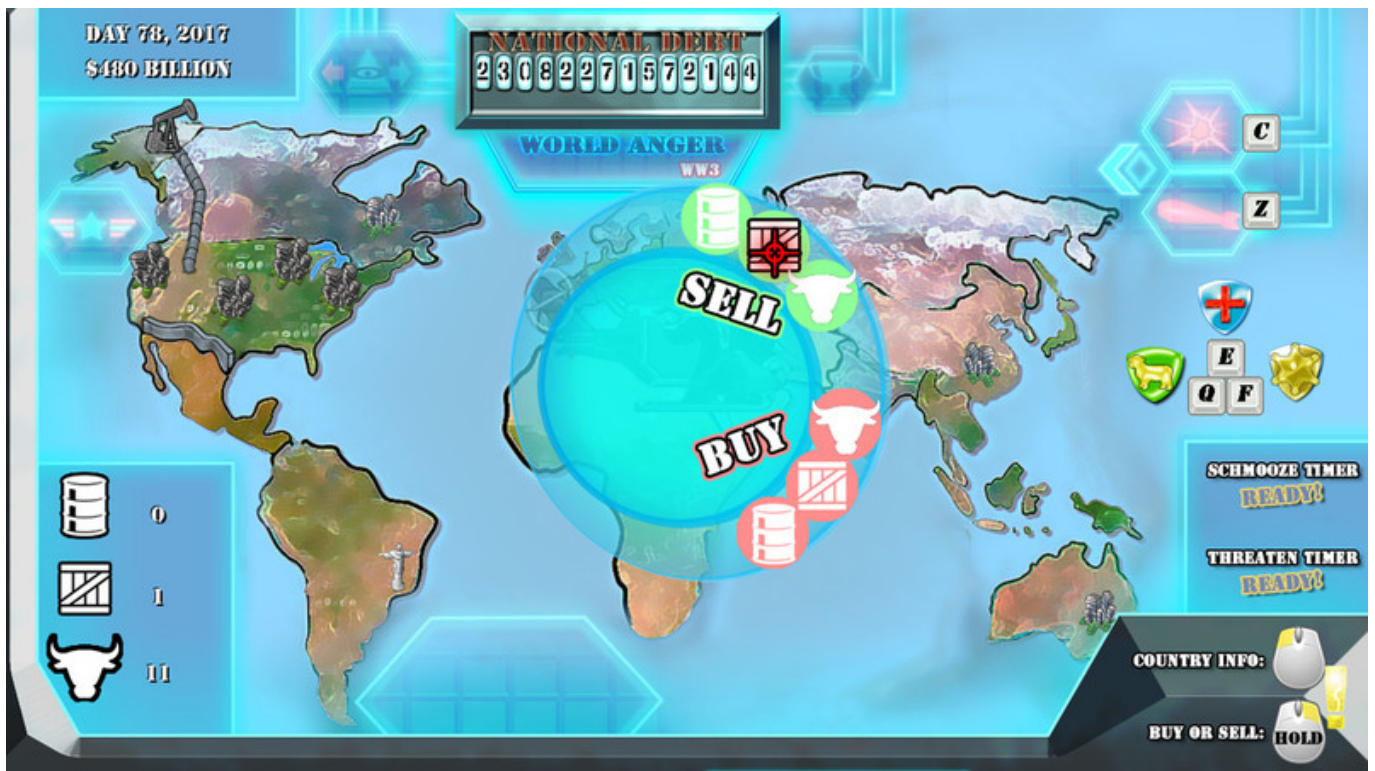 DAY 78, 2017
$480 BILLION
NATIONAL DEBT
23082271572144
WORLD ANGER
WW3
C
Z
SELL
BUY
E
Q F
0
1
11
SCHMOOZE TIMER
READY!
THREATEN TIMER
READY!
COUNTRY INFO:
BUY OR SELL: HOLD